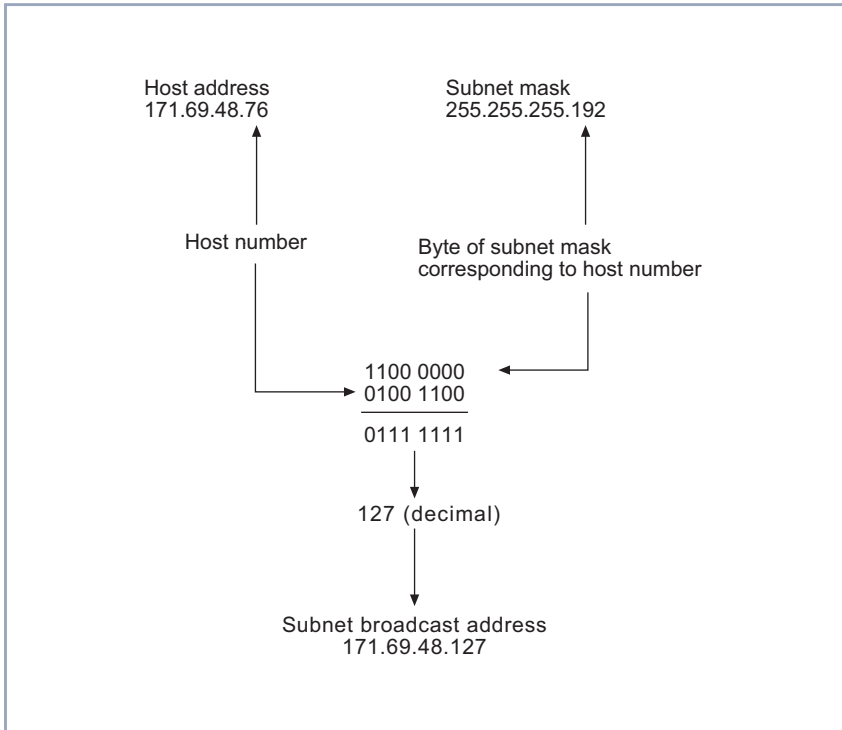 Host address
171.69.48.76
Subnet mask
255.255.255.192
Host number
Byte of subnet mask
corresponding to host number
1100 0000
0100 1100
0111 1111
127 (decimal)
Subnet broadcast address
171.69.48.127